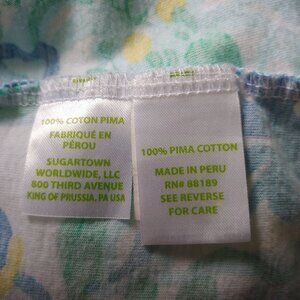 100% COTON PIMA
FABRIQUÉ EN
PÉROU
SUGARTOWN
WORLDWIDE, LLC
800 THIRD AVENUE
KING OF PRUSSIA. PA USA
100% PIMA COTTON
MADE IN PERU
RN# 88189
SEE REVERSE
FOR CARE